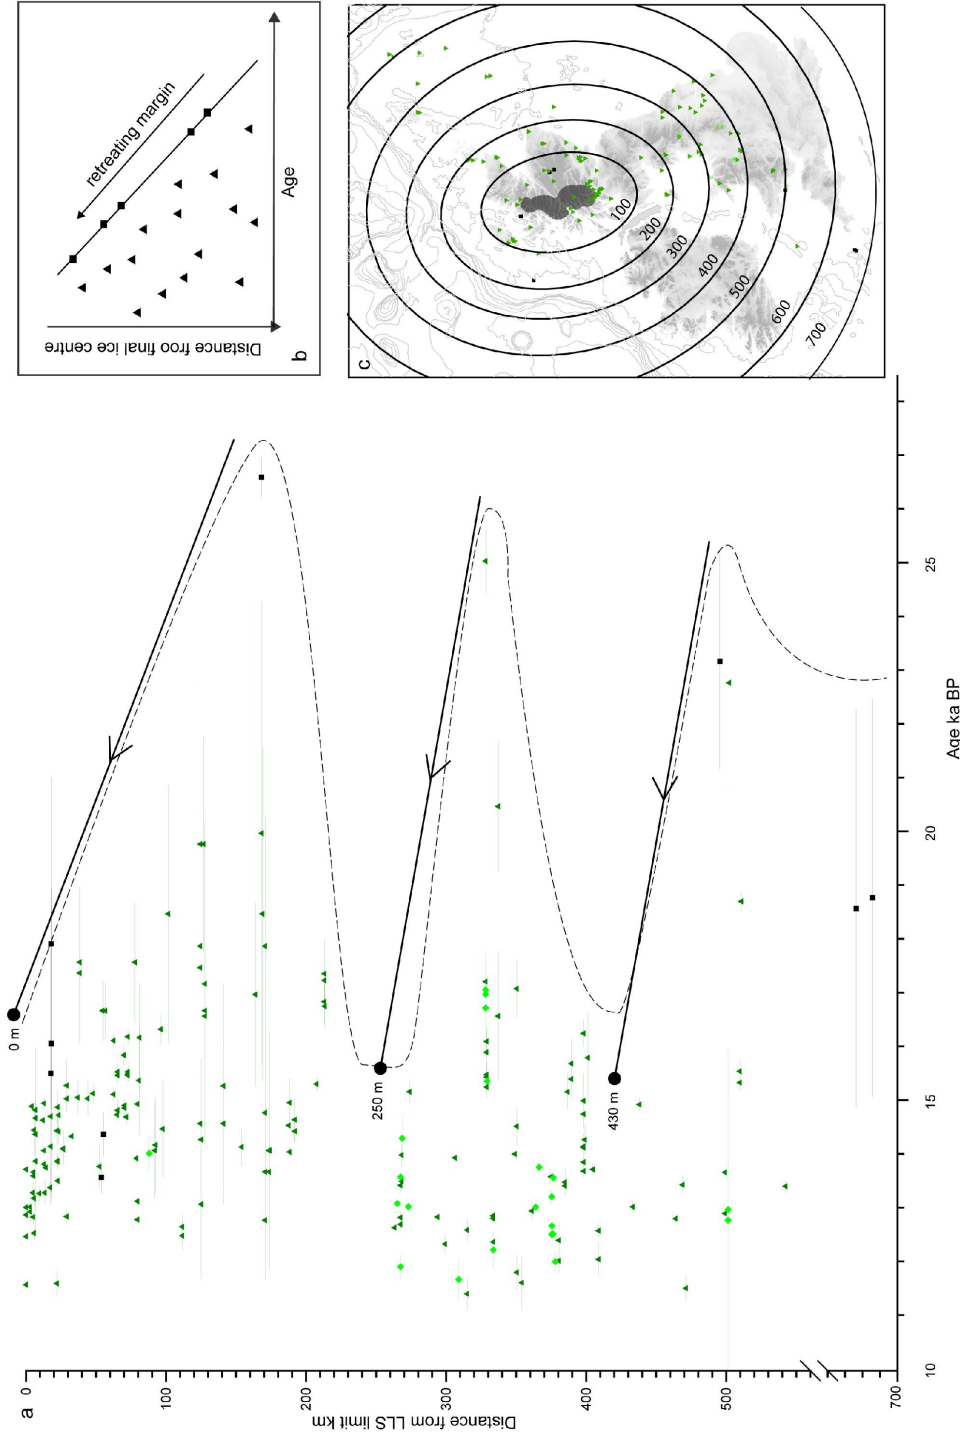 a
0
100
200
300
400
500
700
Distance from LLS limit km
10
15
20
25
Age ka BP
0 m
250 m
430 m
b
Distance froo final ice centre
Age
retreating margin
c
100
200
300
400
500
600
700